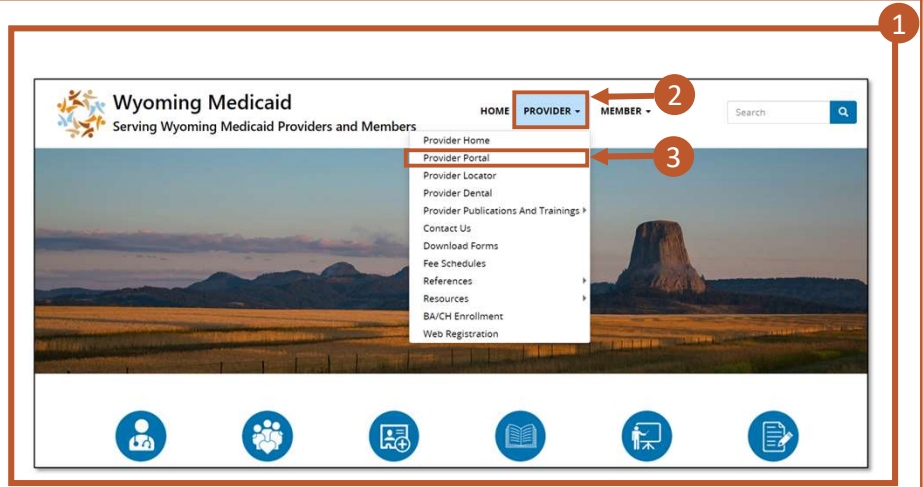 1
Wyoming Medicaid
Serving Wyoming Medicaid Providers and Members
HOME PROVIDER MEMBER
2
Search
Provider Home
Provider Portal
3
Provider Locator
Provider Dental
Provider Publications And Trainings
Contact Us
Download Forms
Fee Schedules
References
Resources
BA/CH Enrollment
Web Registration